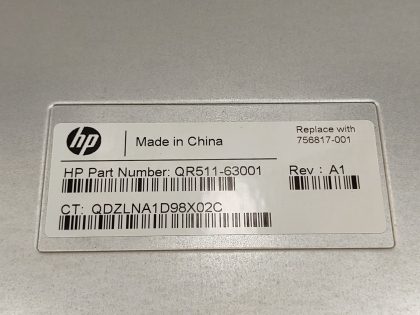 hp
Made in China
Replace with
756817-001
HP Part Number: QR511-63001
Rev : A1
CT: QDZLNA1D98X02C